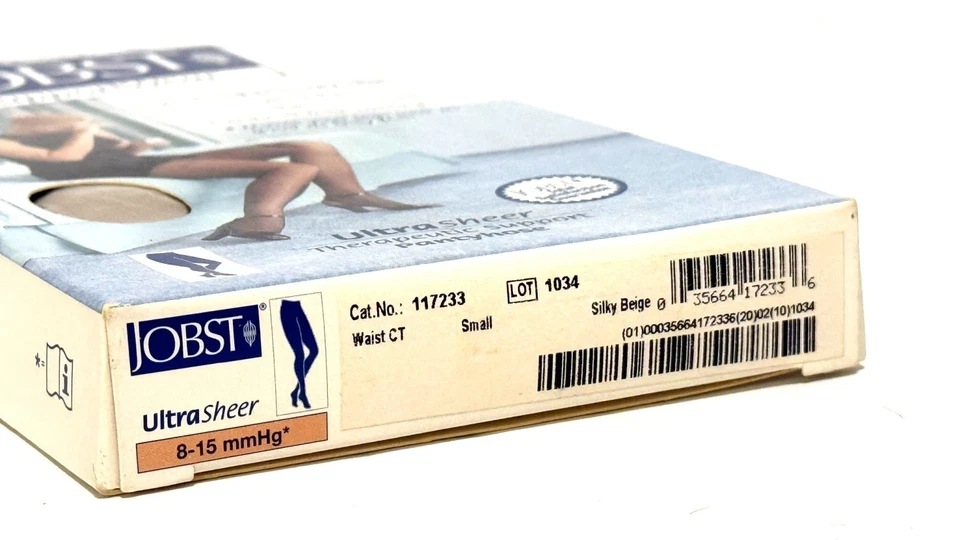 JOBST
UltraSheer
Therapeutic Support
Pantyhose
JOBST®
UltraSheer
8-15 mmHg*
*=
i
Cat.No.: 117233
LOT 1034
Waist CT
Small
Silky Beige
0 35664 17233 6
(01)00035664172336(20)02(10)1034